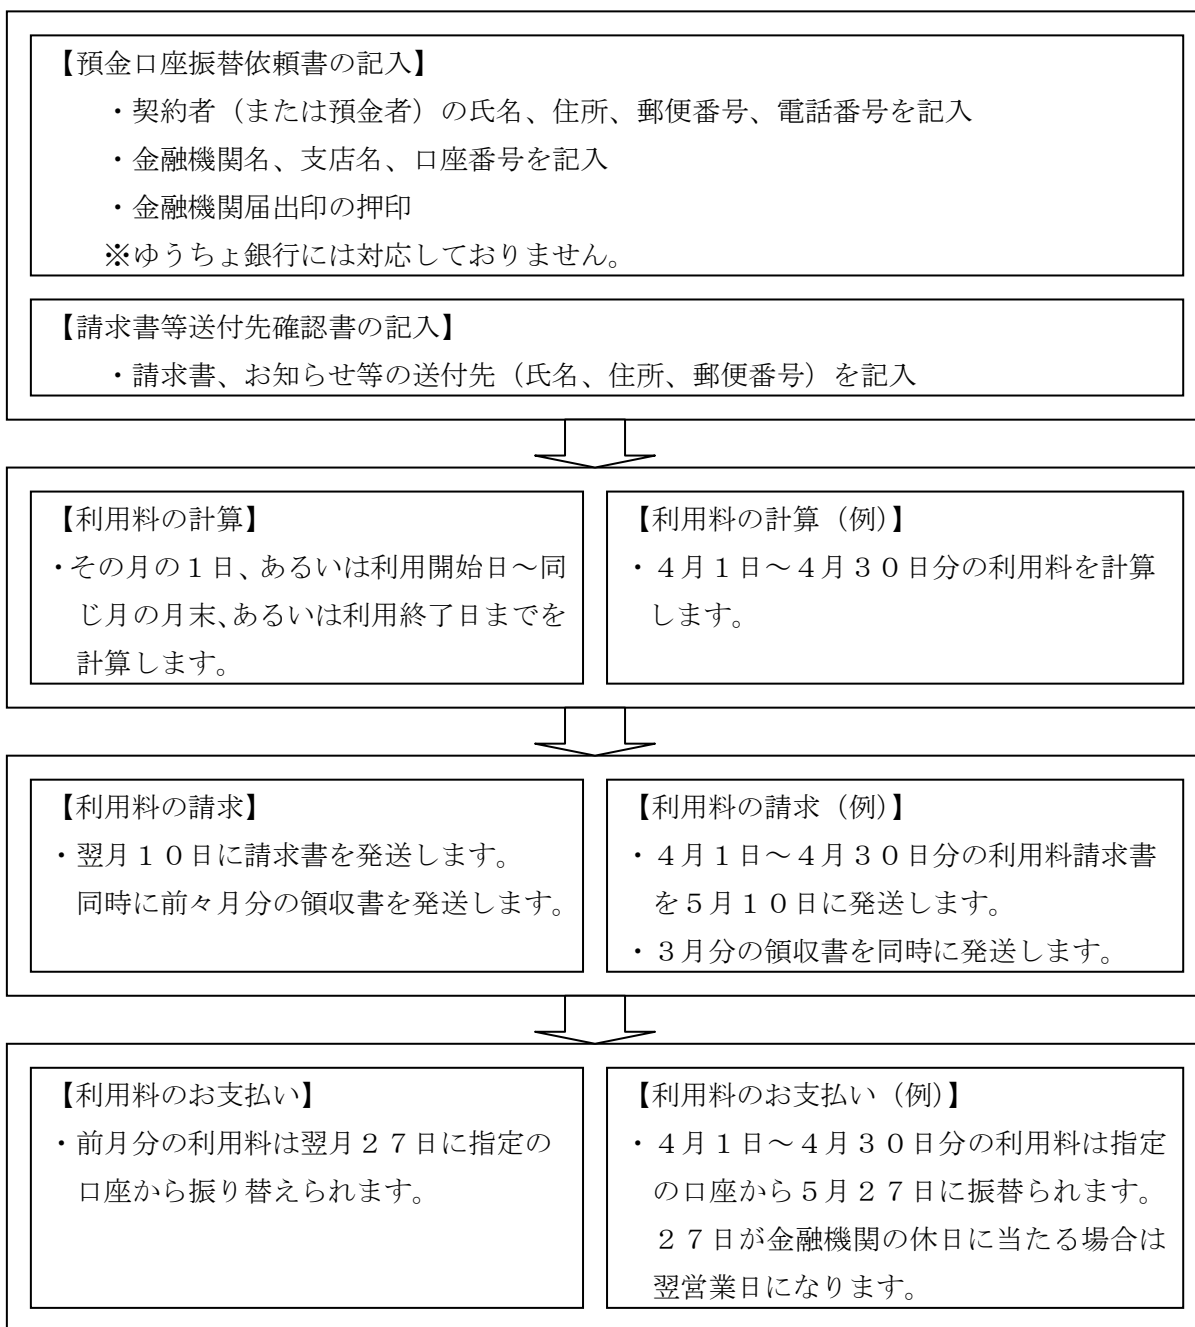 【預金口座振替依頼書の記入】
・契約者（または預金者）の氏名、住所、郵便番号、電話番号を記入
・金融機関名、支店名、口座番号を記入
・金融機関届出印の押印
※ゆうちょ銀行には対応しておりません。
【請求書等送付先確認書の記入】
・請求書、お知らせ等の送付先（氏名、住所、郵便番号）を記入
【利用料の計算】
・その月の１日、あるいは利用開始日～同
じ月の月末、あるいは利用終了日までを
計算します。
【利用料の計算（例）】
・４月１日～４月３０日分の利用料を計算
します。
【利用料の請求】
・翌月１０日に請求書を発送します。
同時に前々月分の領収書を発送します。
【利用料の請求（例）】
・４月１日～４月３０日分の利用料請求書
を５月１０日に発送します。
・３月分の領収書を同時に発送します。
【利用料のお支払い】
・前月分の利用料は翌月２７日に指定の
口座から振り替えられます。
【利用料のお支払い（例）】
・４月１日～４月３０日分の利用料は指定
の口座から５月２７日に振替られます。
２７日が金融機関の休日に当たる場合は
翌営業日になります。